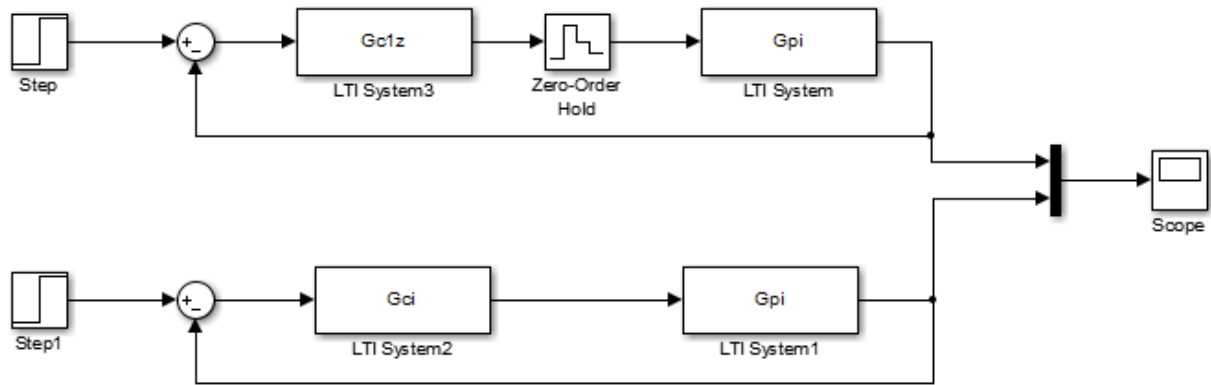 Gc1z
Gpi
Step
LTI System3
Zero-Order
Hold
LTI System
Scope
Gci
Gpi
Step1
LTI System2
LTI System1